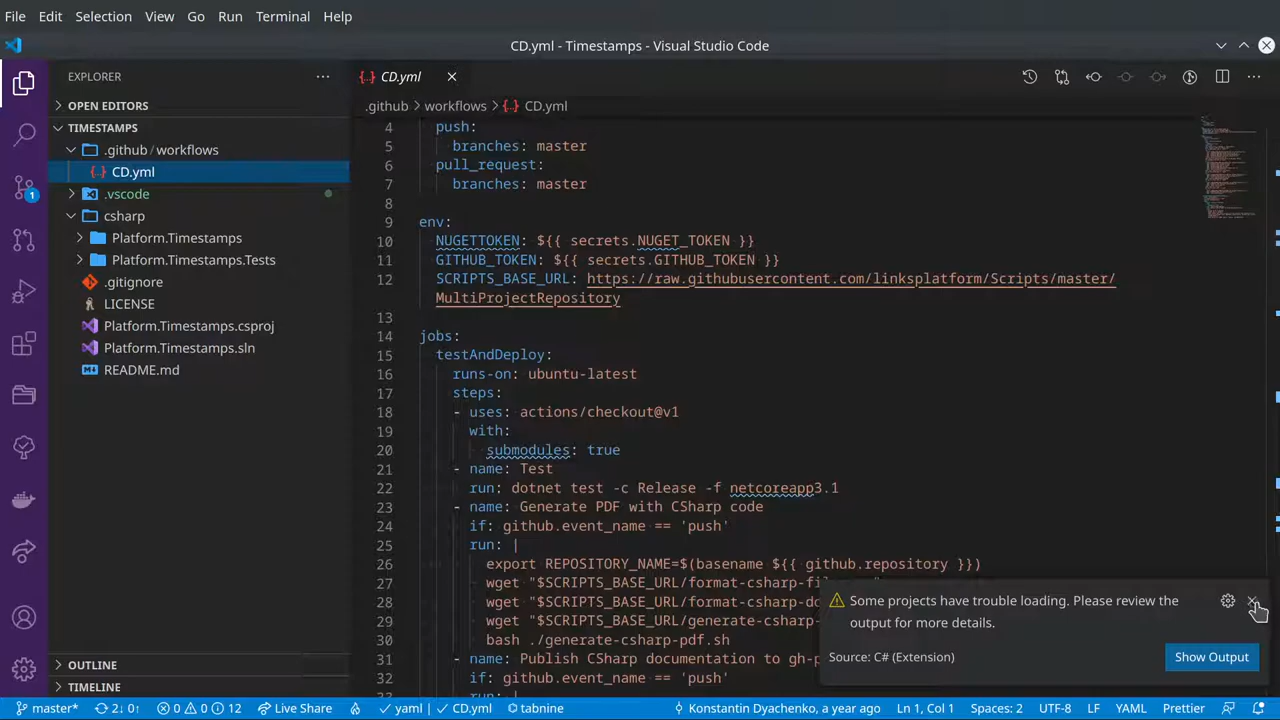 File Edit Selection View Go Run Terminal Help
CD.yml - Timestamps - Visual Studio Code
EXPLORER
OPEN EDITORS
TIMESTAMPS
.github / workflows
CD.yml
.vscode
csharp
Platform.Timestamps
Platform.Timestamps.Tests
.gitignore
LICENSE
Platform.Timestamps.csproj
Platform.Timestamps.sln
README.md
OUTLINE
TIMELINE
1
CD.yml
.github > workflows > CD.yml
4 push:
5 branches: master
6 pull_request:
7 branches: master
8
9 env:
10 NUGETTOKEN: ${{ secrets.NUGET_TOKEN }}
11 GITHUB_TOKEN: ${{ secrets.GITHUB_TOKEN }}
12 SCRIPTS_BASE_URL: https://raw.githubusercontent.com/linksplatform/Scripts/master/
MultiProjectRepository
13
14 jobs:
15 testAndDeploy:
16 runs-on: ubuntu-latest
17 steps:
18 - uses: actions/checkout@v1
19 with:
20 submodules: true
21 - name: Test
22 run: dotnet test -c Release -f netcoreapp3.1
23 - name: Generate PDF with CSharp code
24 if: github.event_name == 'push'
25 run: |
26 export REPOSITORY_NAME=$(basename ${{ github.repository }})
27 wget "$SCRIPTS_BASE_URL/format-csharp-fi
28 wget "$SCRIPTS_BASE_URL/format-csharp-do
29 wget "$SCRIPTS_BASE_URL/generate-csharp-
30 bash ./generate-csharp-pdf.sh
31 - name: Publish CSharp documentation to gh-p
32 if: github.event_name == 'push'
33 run: |
Some projects have trouble loading. Please review the
output for more details.
Source: C# (Extension)
Show Output
master* 2↓ 0↑ 0 0 12 Live Share yaml CD.yml tabnine Konstantin Dyachenko, a year ago Ln 1, Col 1 Spaces: 2 UTF-8 LF YAML Prettier